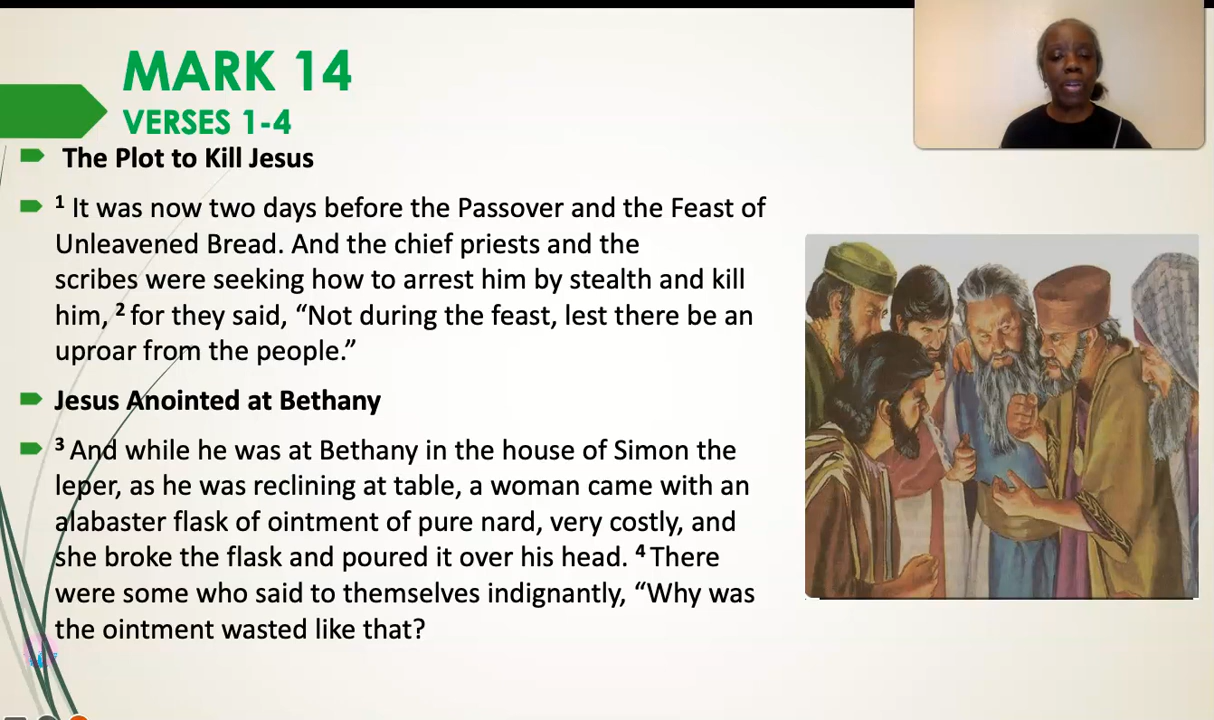 MARK 14
VERSES 1-4
The Plot to Kill Jesus
1 It was now two days before the Passover and the Feast of
Unleavened Bread. And the chief priests and the
scribes were seeking how to arrest him by stealth and kill
him, 2 for they said, “Not during the feast, lest there be an
uproar from the people.”
Jesus Anointed at Bethany
3 And while he was at Bethany in the house of Simon the
leper, as he was reclining at table, a woman came with an
alabaster flask of ointment of pure nard, very costly, and
she broke the flask and poured it over his head. 4 There
were some who said to themselves indignantly, “Why was
the ointment wasted like that?